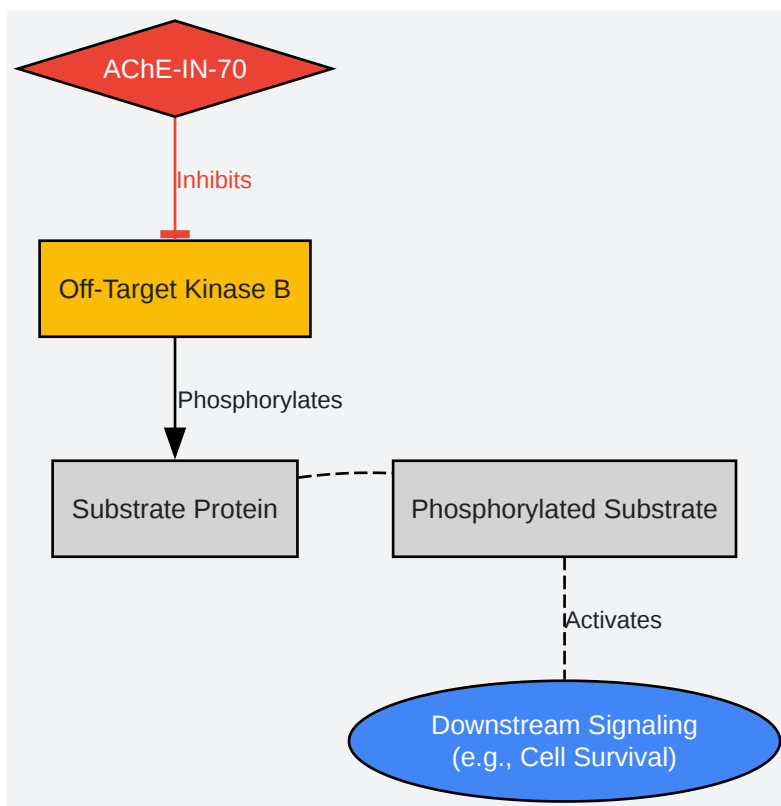 AChE-IN-70
Inhibits
Off-Target Kinase B
Phosphorylates
Substrate Protein
Phosphorylated Substrate
Activates
Downstream Signaling
(e.g., Cell Survival)